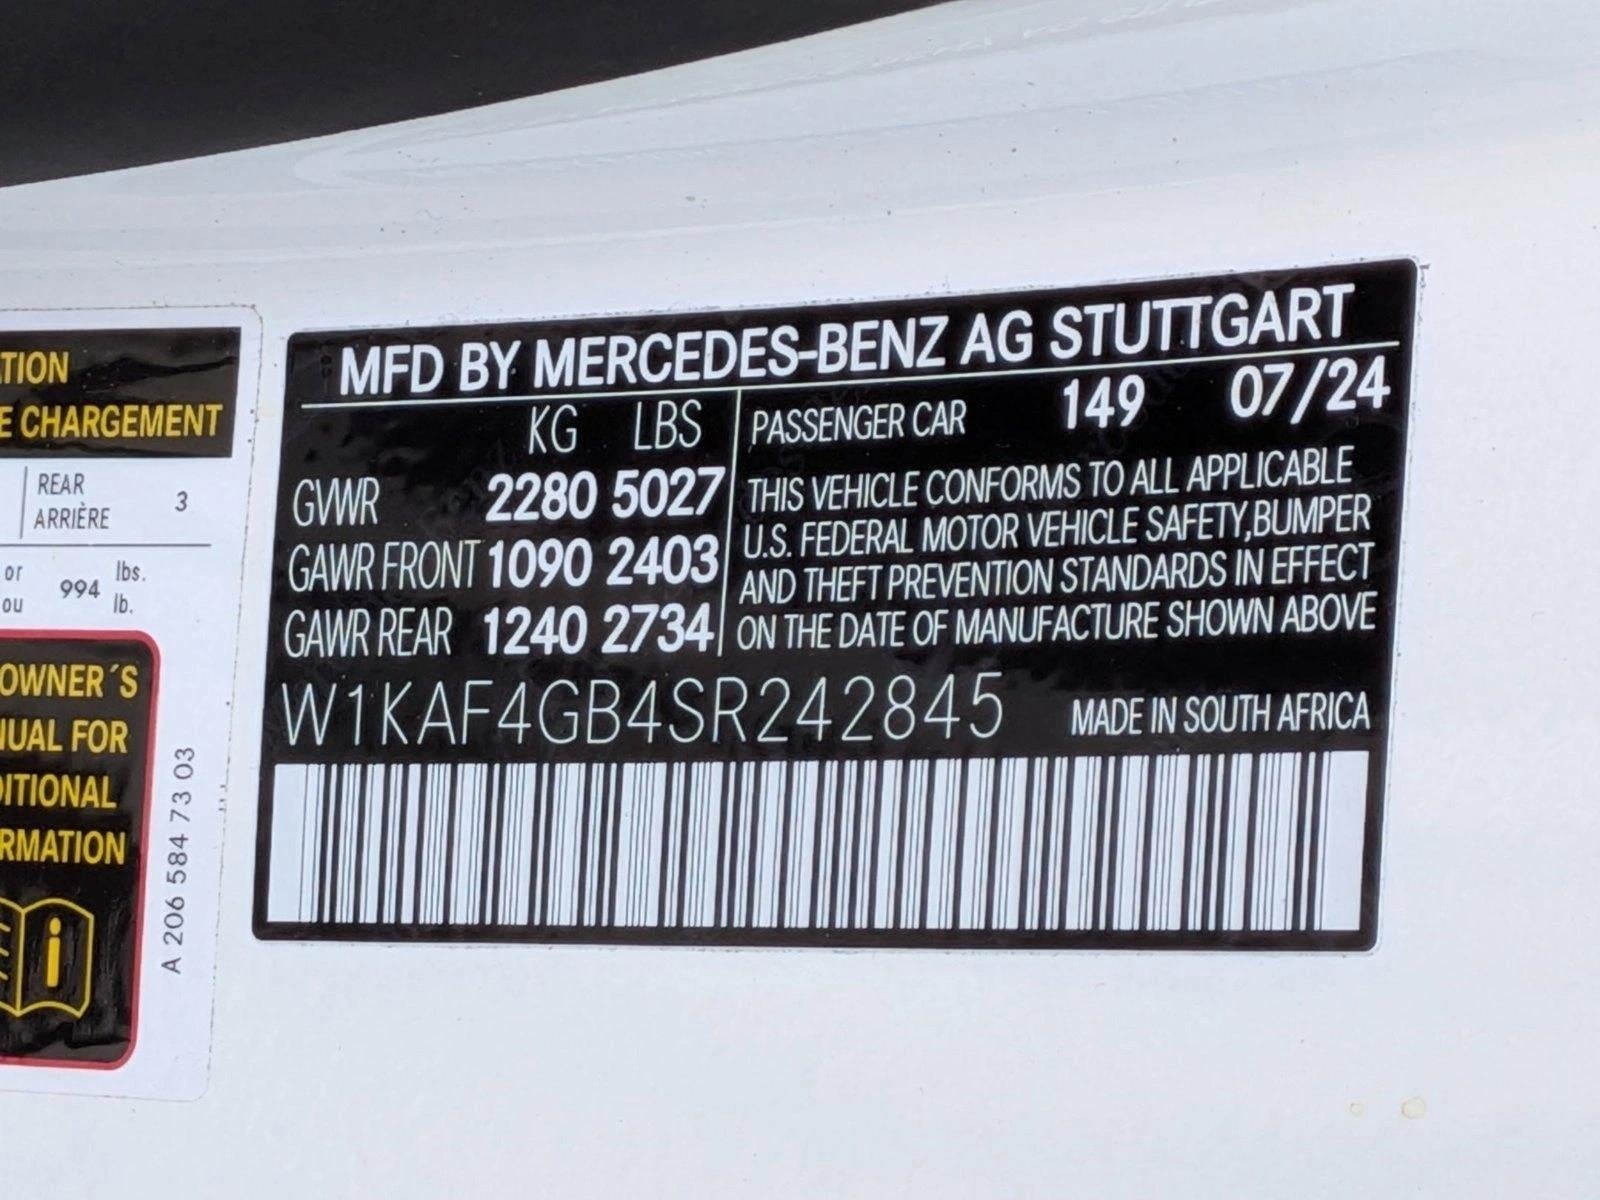 TION
E CHARGEMENT
REAR
ARRIÈRE 3
or 994 lbs.
ou lb.
OWNER´S
UAL FOR
ITIONAL
RMATION
A 206 584 73 03
MFD BY MERCEDES-BENZ AG STUTTGART
KG LBS
GVWR 2280 5027
GAWR FRONT 1090 2403
GAWR REAR 1240 2734
PASSENGER CAR 149 07/24
THIS VEHICLE CONFORMS TO ALL APPLICABLE
U.S. FEDERAL MOTOR VEHICLE SAFETY,BUMPER
AND THEFT PREVENTION STANDARDS IN EFFECT
ON THE DATE OF MANUFACTURE SHOWN ABOVE
W1KAF4GB4SR242845 MADE IN SOUTH AFRICA